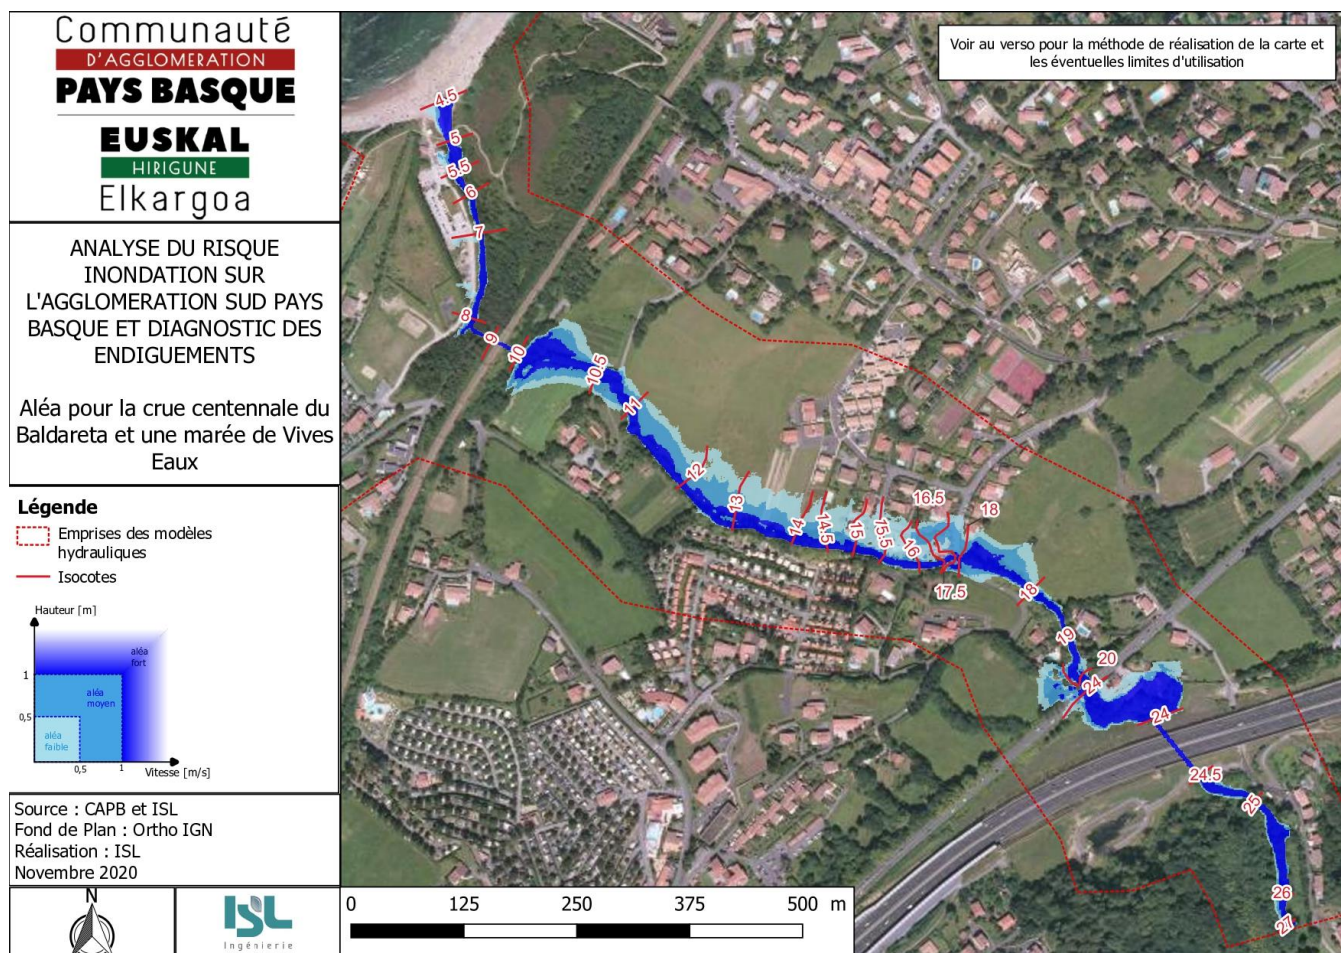 Communauté
D'AGGLOMERATION
PAYS BASQUE
EUSKAL
HIRIGUNE
Elkargoa
ANALYSE DU RISQUE
INONDATION SUR
L'AGGLOMERATION SUD PAYS
BASQUE ET DIAGNOSTIC DES
ENDIGUEMENTS
Aléa pour la crue centennale du
Baldareta et une marée de Vives
Eaux
Légende
Emprises des modèles
hydrauliques
Isocotes
Hauteur [m]
aléa
fort
1
aléa
moyen
0,5
aléa
faible
0,5
1
Vitesse [m/s]
Source : CAPB et ISL
Fond de Plan : Ortho IGN
Réalisation : ISL
Novembre 2020
N
ISL
Ingénierie
Voir au verso pour la méthode de réalisation de la carte et
les éventuelles limites d'utilisation
4.5
5
5.5
6
7
8
9
10
10.5
11
12
13
14
14.5
15
15.5
16
16.5
17.5
18
18
19
20
24
24
24.5
25
26
27
0 125 250 375 500 m